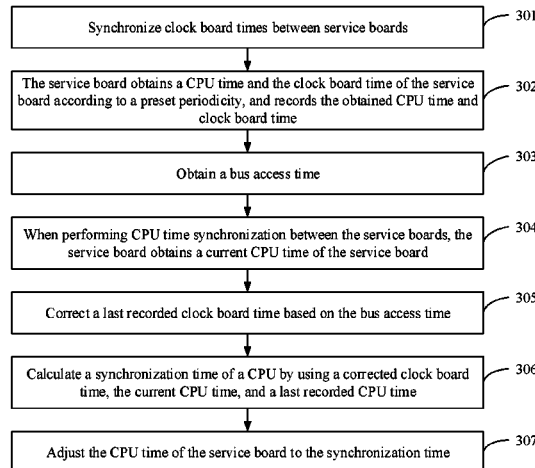 Synchronize clock board times between service boards
301
The service board obtains a CPU time and the clock board time of the service
board according to a preset periodicity, and records the obtained CPU time and
clock board time
302
Obtain a bus access time
303
When performing CPU time synchronization between the service boards, the
service board obtains a current CPU time of the service board
304
Correct a last recorded clock board time based on the bus access time
305
Calculate a synchronization time of a CPU by using a corrected clock board
time, the current CPU time, and a last recorded CPU time
306
Adjust the CPU time of the service board to the synchronization time
307